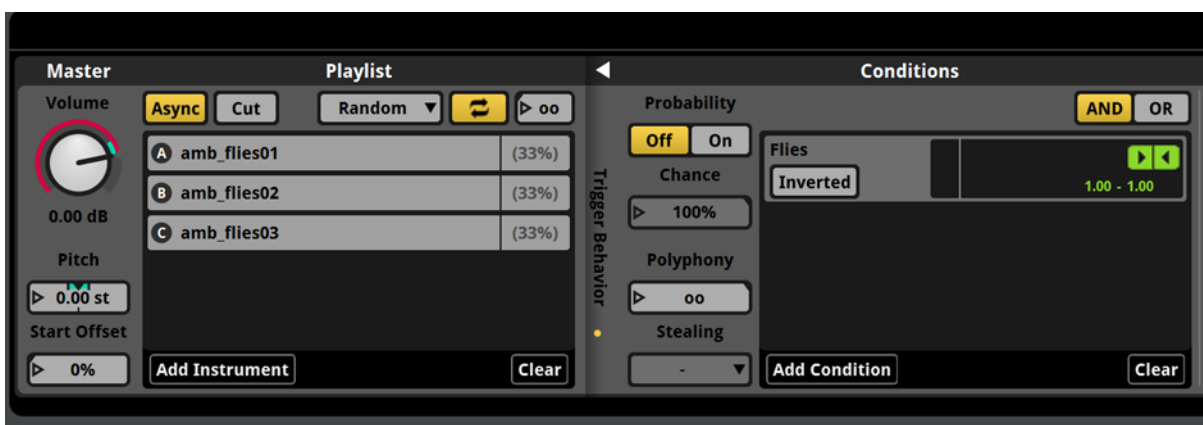 Master
Volume
0.00 dB
Pitch
0.00 st
Start Offset
0%
Playlist
Async Cut Random oo
A amb_flies01 (33%)
B amb_flies02 (33%)
C amb_flies03 (33%)
Add Instrument Clear
Trigger Behavior
Conditions
Probability
Off On
Chance
100%
Polyphony
oo
Stealing
-
AND OR
Flies
Inverted
1.00 - 1.00
Add Condition Clear